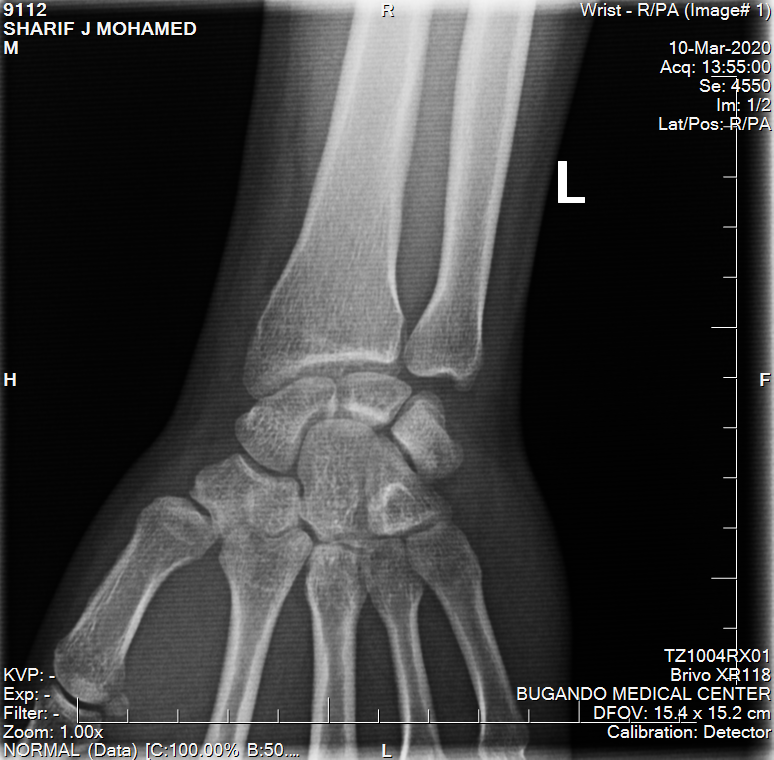 9112
SHARIF J MOHAMED
M
R
Wrist - R/PA (Image# 1)
10-Mar-2020
Acq: 13:55:00
Se: 4550
Im: 1/2
Lat/Pos: R/PA
L
H
F
KVP: -
Exp: -
Filter: -
Zoom: 1.00x
NORMAL (Data) [C:100.00% B:50....
L
TZ1004RX01
Brivo XR118
BUGANDO MEDICAL CENTER
DFOV: 15.4 x 15.2 cm
Calibration: Detector